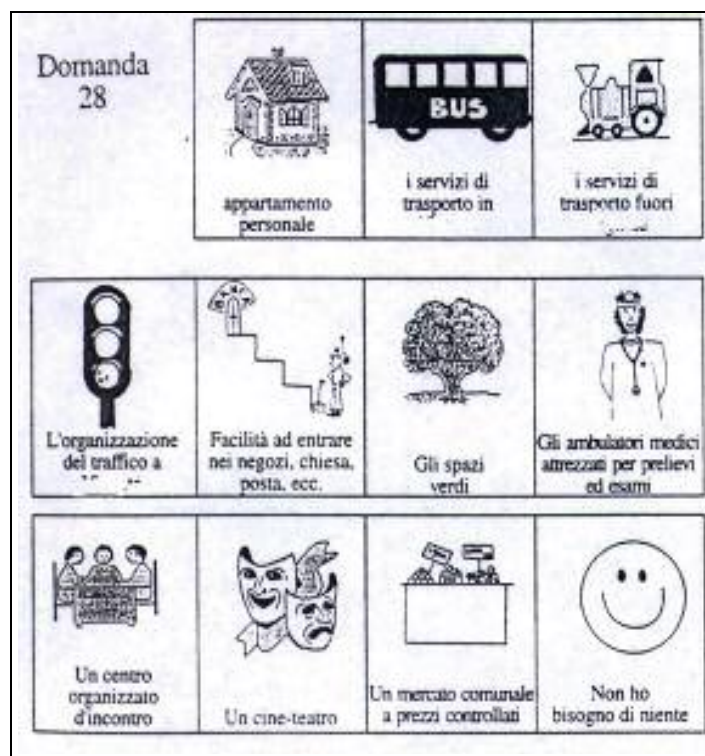 Domanda
28
BUS
appartamento
personale
i servizi di
trasporto in
i servizi di
trasporto fuori
L'organizzazione
del traffico a
Facilità ad entrare
nei negozi, chiesa,
posta, ecc.
Gli spazi
verdi
Gli ambulatori medici
attrezzati per prelievi
ed esami
Un centro
organizzato
d'incontro
Un cine-teatro
Un mercato comunale
a prezzi controllati
Non ho
bisogno di niente